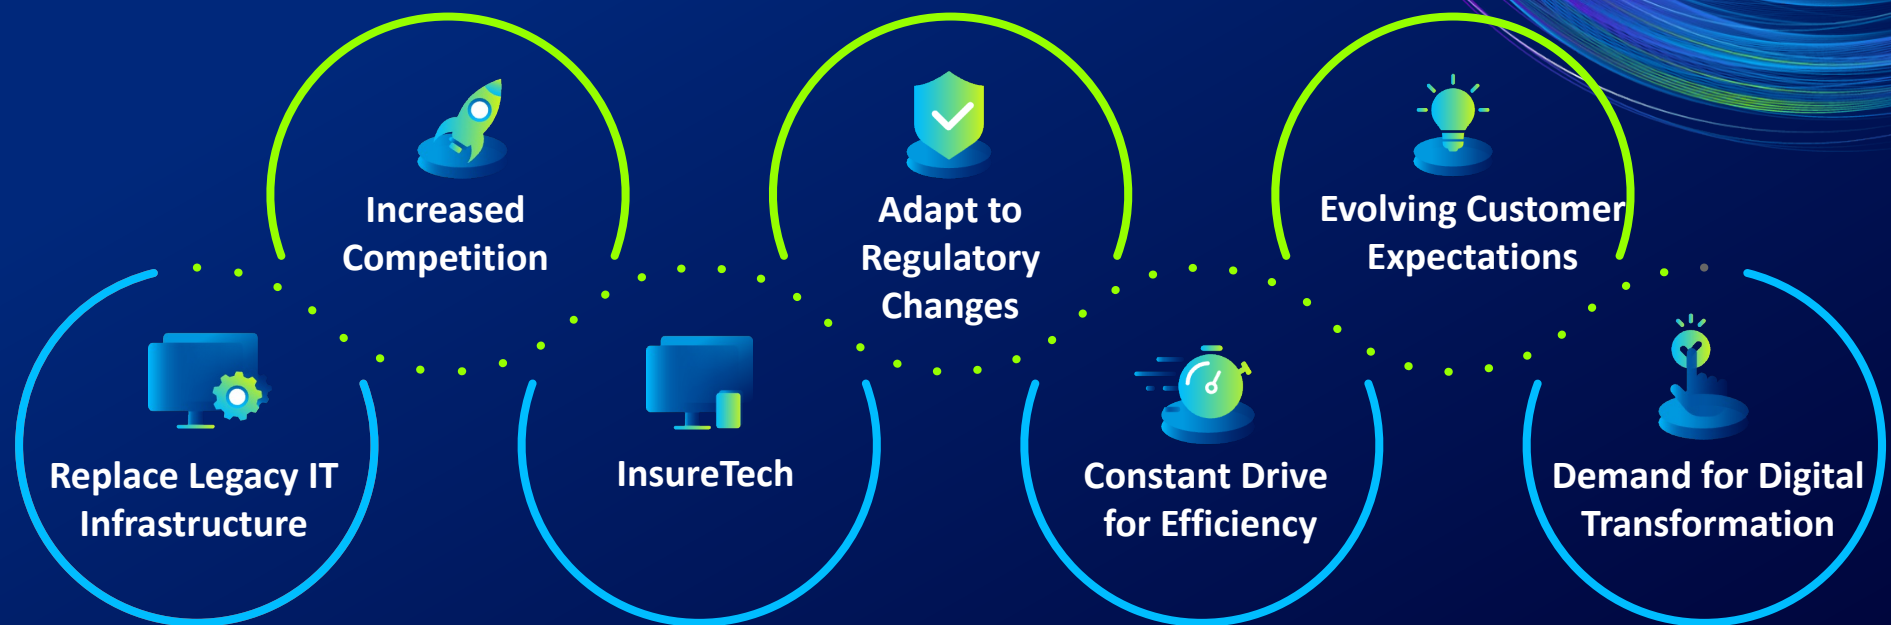 Increased
Competition
Adapt to
Regulatory
Changes
Evolving Customer
Expectations
Replace Legacy IT
Infrastructure
InsureTech
Constant Drive
for Efficiency
Demand for Digital
Transformation